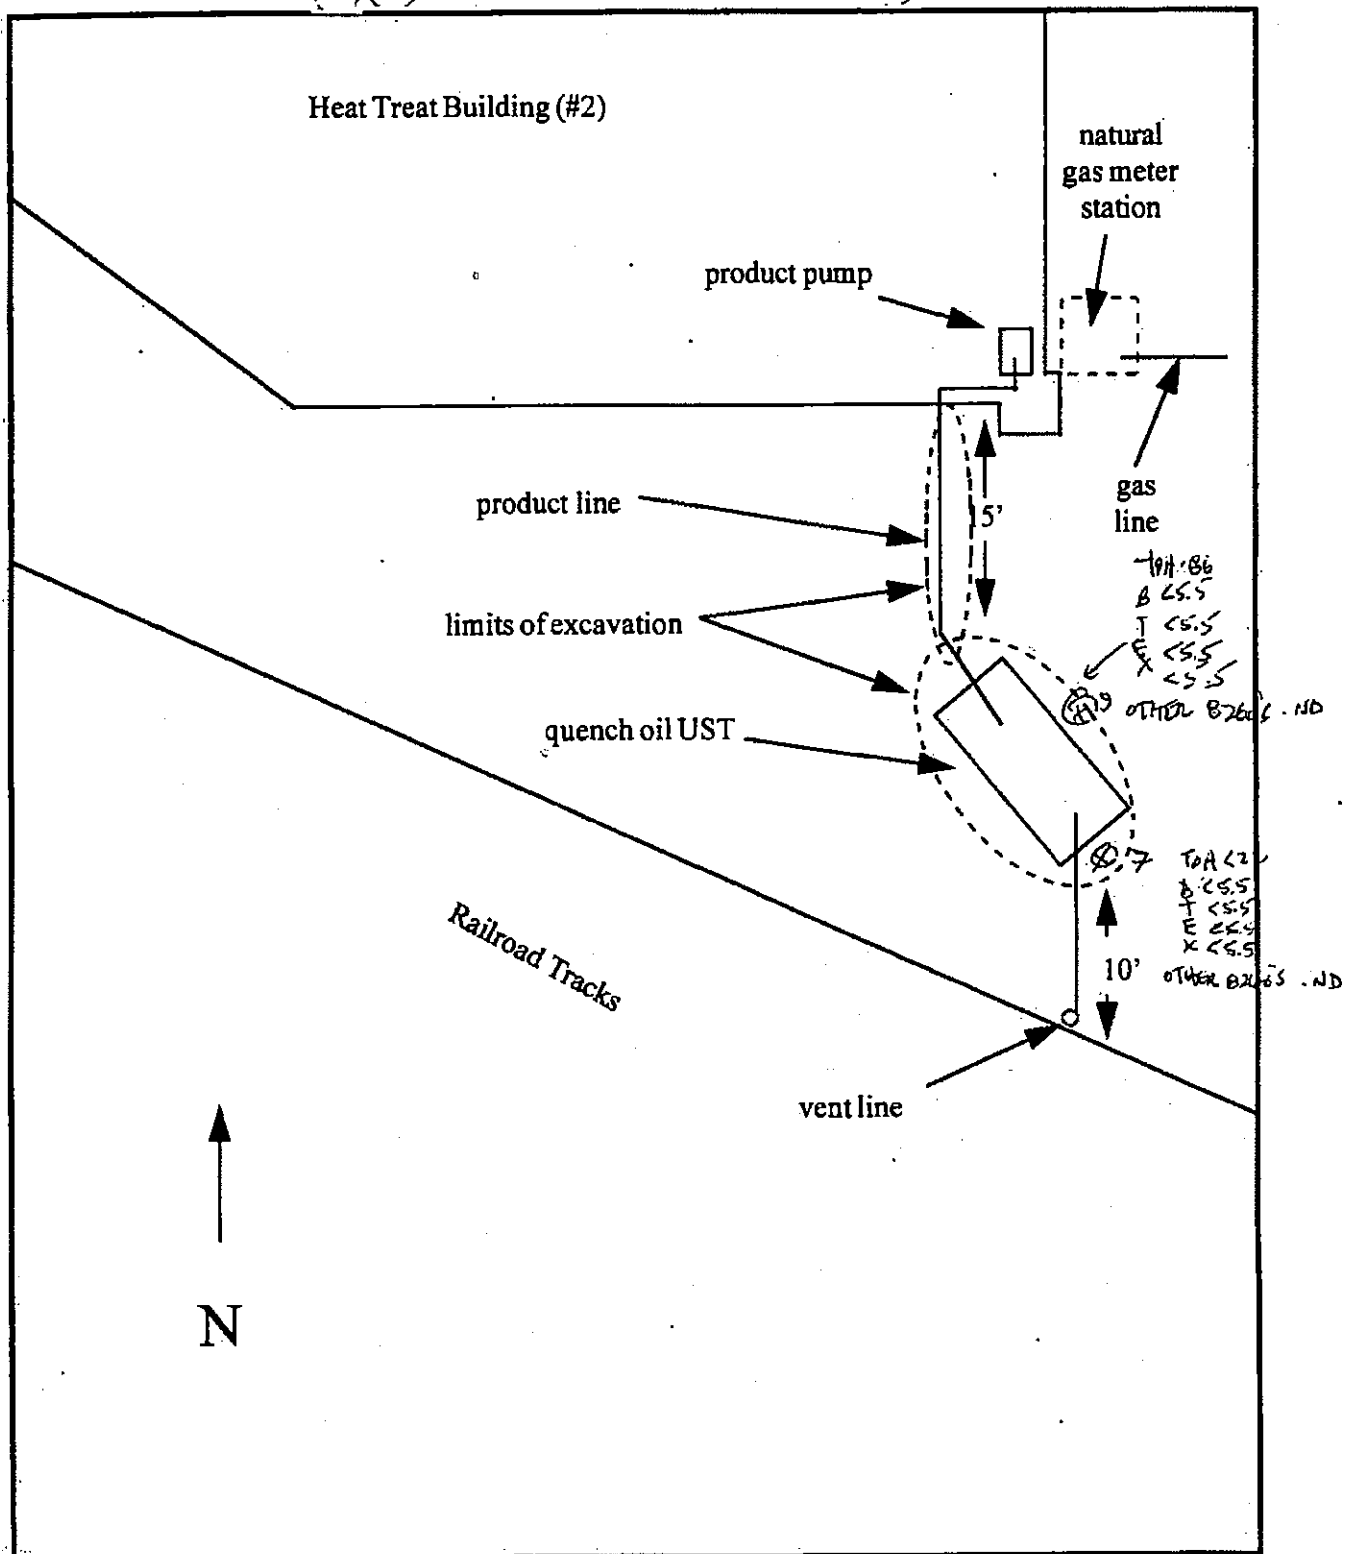 Heat Treat Building (#2)
natural
gas meter
station
product pump
gas
line
product line
15'
TPH 86
B <5.5
T <5.5
E <5.5
X <5.5
limits of excavation
9
OTHER 8260's . ND
quench oil UST
7
B <5.5
T <5.5
E <5.5
X <5.5
Railroad Tracks
10'
OTHER 8260's . ND
vent line
N